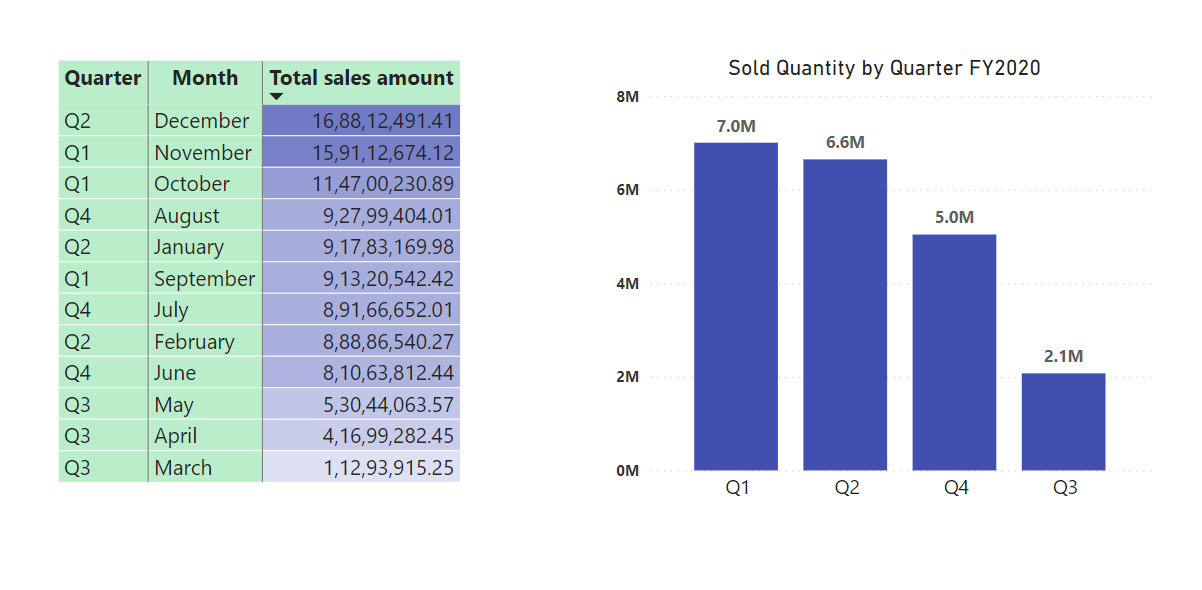 Quarter Month Total sales amount
Q2 December 16,88,12,491.41
Q1 November 15,91,12,674.12
Q1 October 11,47,00,230.89
Q4 August 9,27,99,404.01
Q2 January 9,17,83,169.98
Q1 September 9,13,20,542.42
Q4 July 8,91,66,652.01
Q2 February 8,88,86,540.27
Q4 June 8,10,63,812.44
Q3 May 5,30,44,063.57
Q3 April 4,16,99,282.45
Q3 March 1,12,93,915.25
Sold Quantity by Quarter FY2020
8M
6M
4M
2M
0M
7.0M
6.6M
5.0M
2.1M
Q1 Q2 Q4 Q3